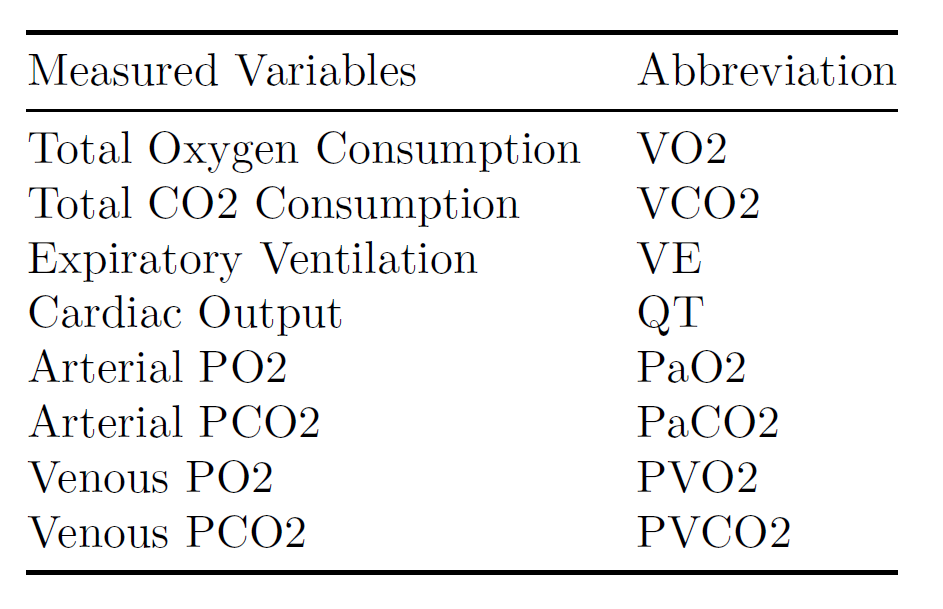 Measured Variables Abbreviation
Total Oxygen Consumption VO2
Total CO2 Consumption VCO2
Expiratory Ventilation VE
Cardiac Output QT
Arterial PO2 PaO2
Arterial PCO2 PaCO2
Venous PO2 PVO2
Venous PCO2 PVCO2